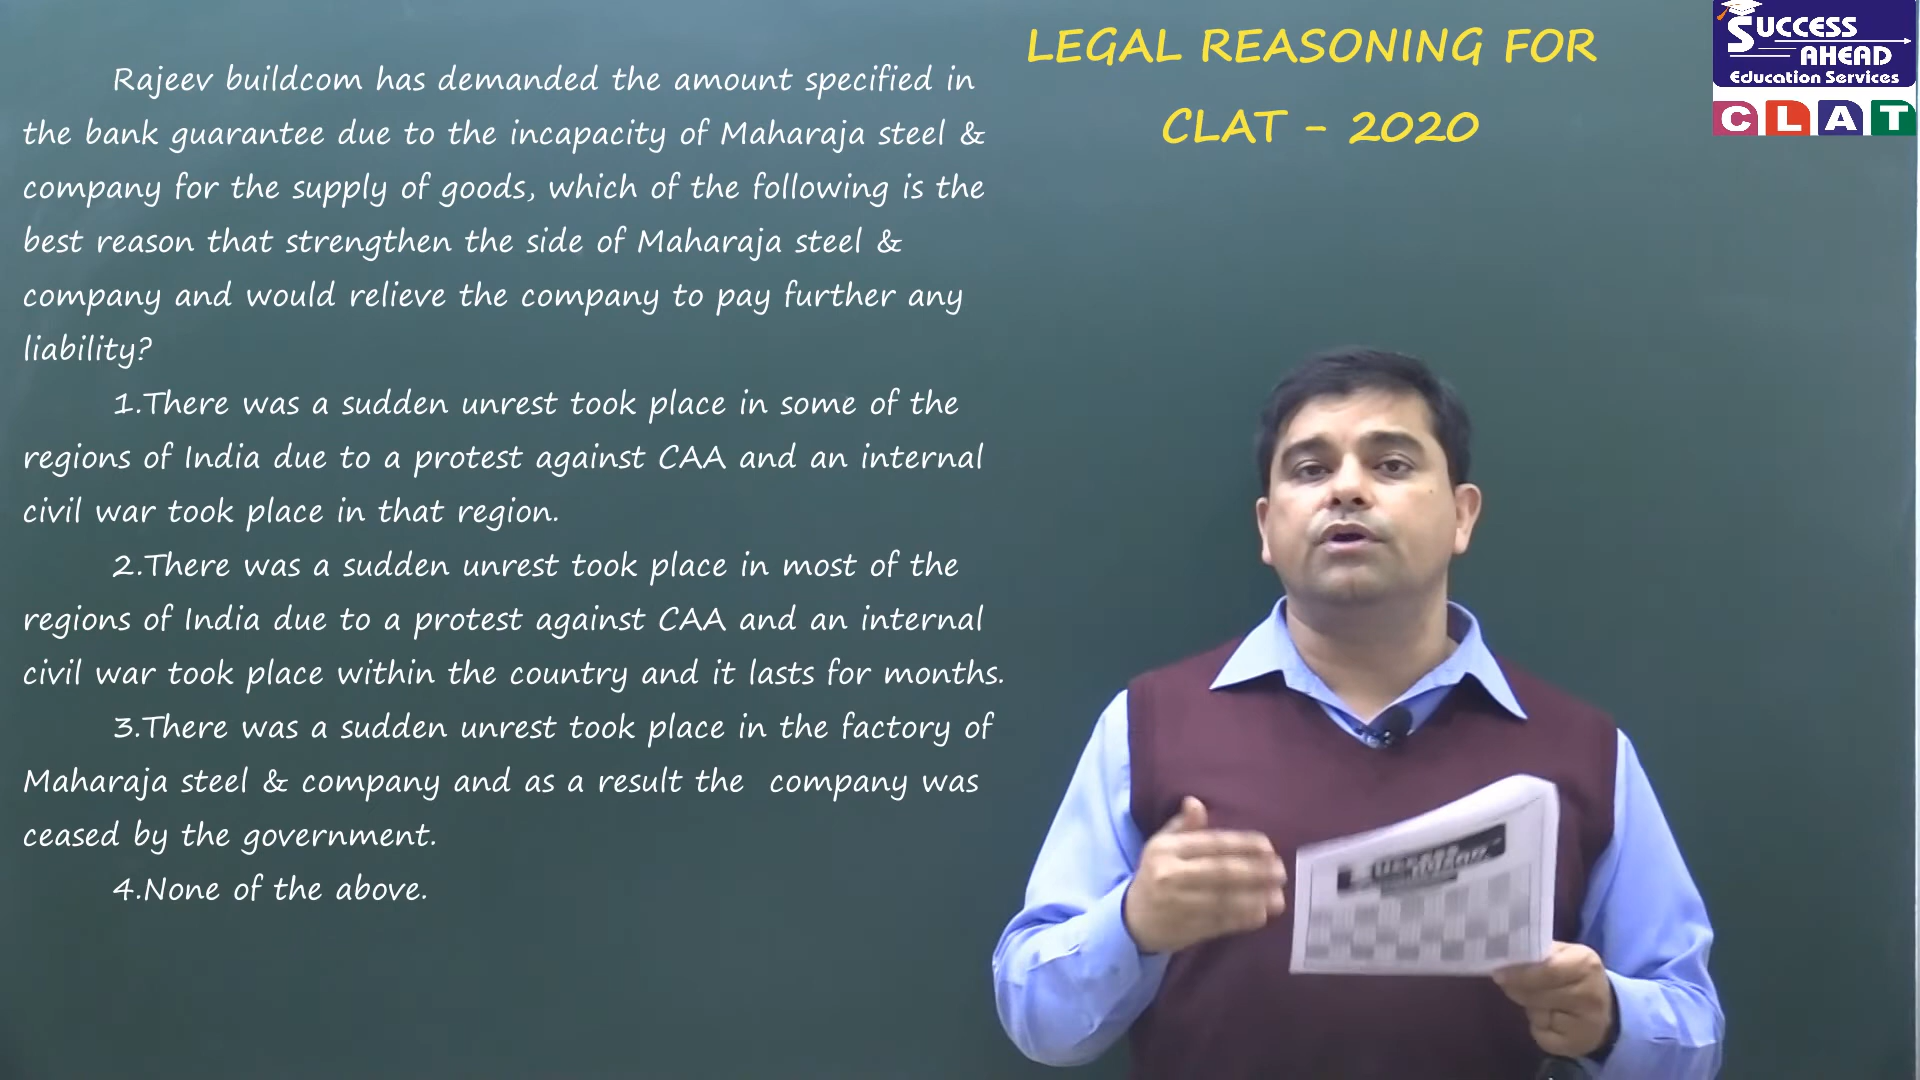 Rajeev buildcom has demanded the amount specified in
the bank guarantee due to the incapacity of Maharaja steel &
company for the supply of goods, which of the following is the
best reason that strengthen the side of Maharaja steel &
company and would relieve the company to pay further any
liability?
1.There was a sudden unrest took place in some of the
regions of India due to a protest against CAA and an internal
civil war took place in that region.
2.There was a sudden unrest took place in most of the
regions of India due to a protest against CAA and an internal
civil war took place within the country and it lasts for months.
3.There was a sudden unrest took place in the factory of
Maharaja steel & company and as a result the company was
ceased by the government.
4.None of the above.
LEGAL REASONING FOR
CLAT - 2020
SUCCESS
AHEAD
Education Services
CLAT